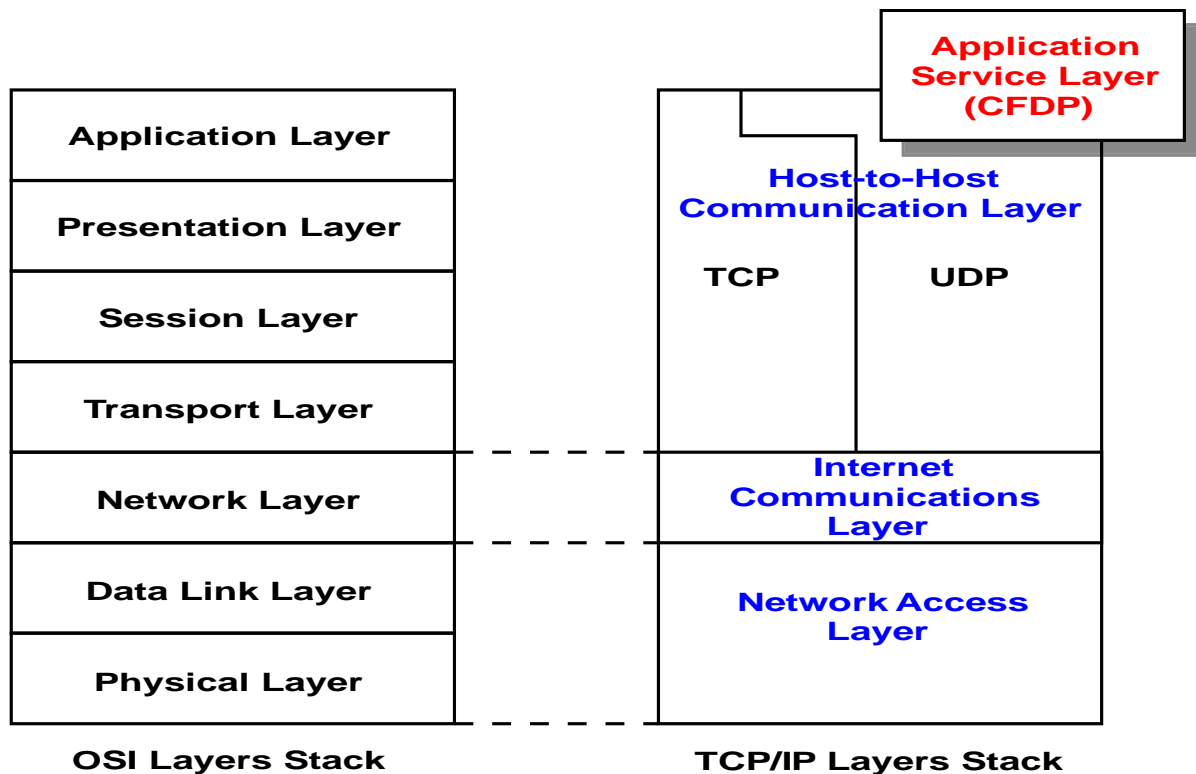 Application Layer
Presentation Layer
Session Layer
Transport Layer
Network Layer
Data Link Layer
Physical Layer
OSI Layers Stack
Application
Service Layer
(CFDP)
Host-to-Host
Communication Layer
TCP UDP
Internet
Communications
Layer
Network Access
Layer
TCP/IP Layers Stack